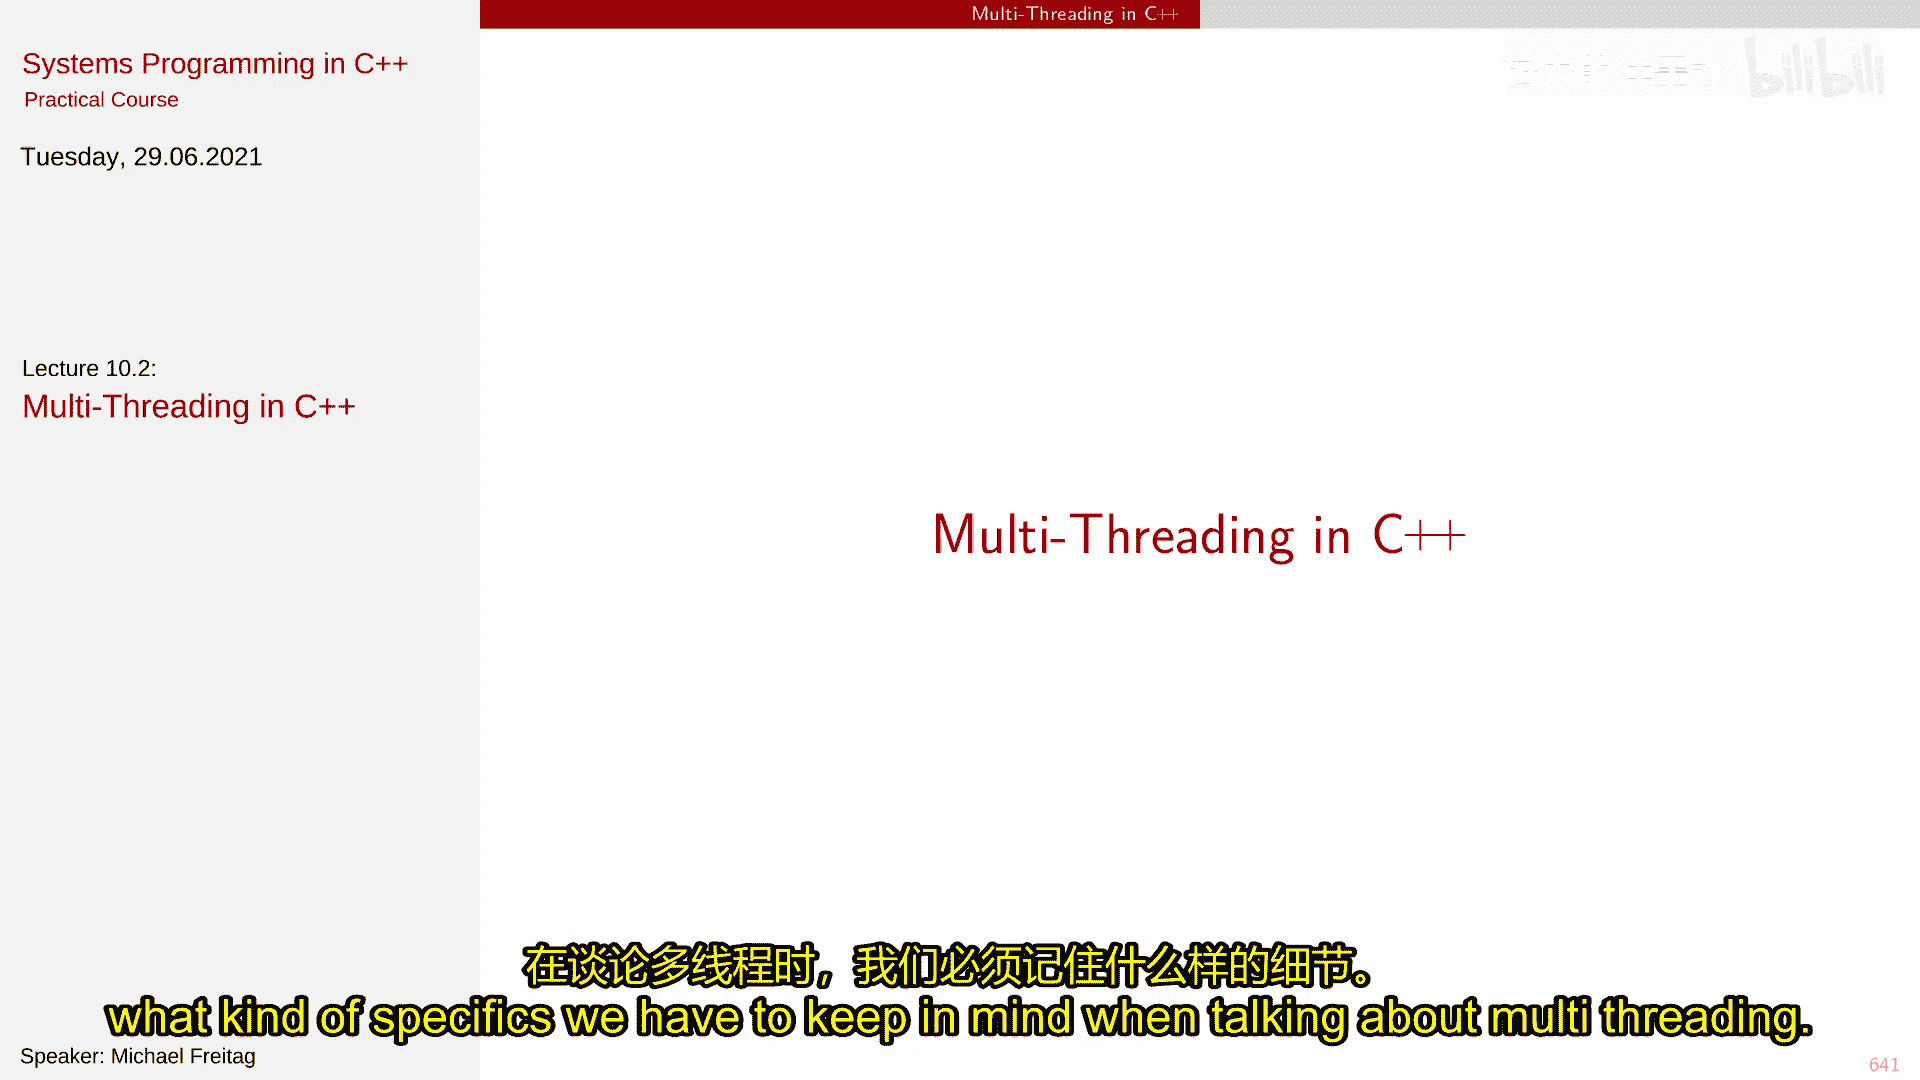 Multi-Threading in C++
Systems Programming in C++
Practical Course
Tuesday, 29.06.2021
bilibili
Lecture 10.2:
Multi-Threading in C++
Multi-Threading in C++
在谈论多线程时，我们必须记住什么样的细节。
what kind of specifics we have to keep in mind when talking about multi threading.
Speaker: Michael Freitag
641